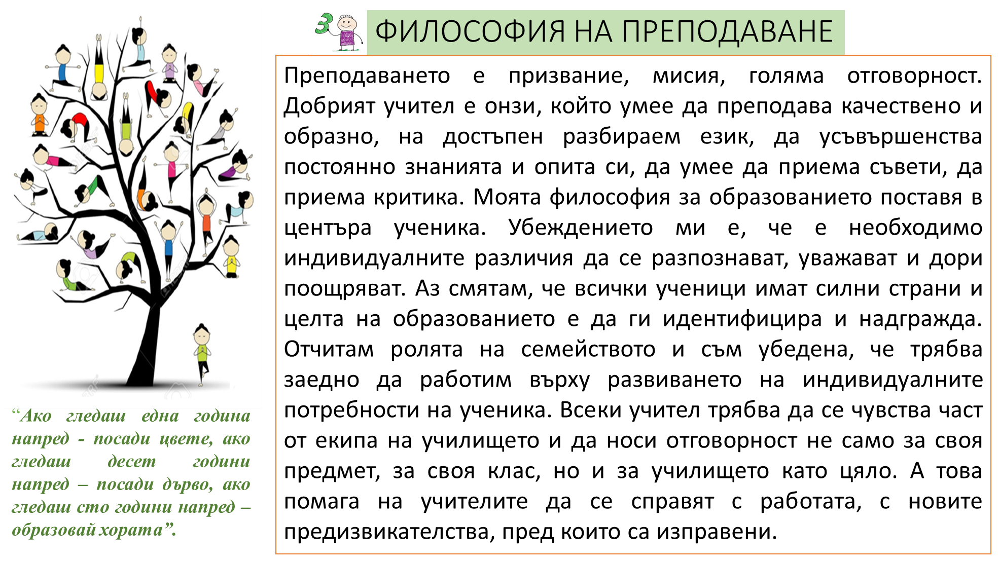 3
ФИЛОСОФИЯ НА ПРЕПОДАВАНЕ
Преподаването е призвание, мисия, голяма отговорност.
Добрият учител е онзи, който умее да преподава качествено и
образно, на достъпен разбираем език, да усъвършенства
постоянно знанията и опита си, да умее да приема съвети, да
приема критика. Моята философия за образованието поставя в
центъра ученика. Убеждението ми е, че е необходимо
индивидуалните различия да се разпознават, уважават и дори
поощряват. Аз смятам, че всички ученици имат силни страни и
целта на образованието е да ги идентифицира и надгражда.
Отчитам ролята на семейството и съм убедена, че трябва
заедно да работим върху развиването на индивидуалните
потребности на ученика. Всеки учител трябва да се чувства част
от екипа на училището и да носи отговорност не само за своя
предмет, за своя клас, но и за училището като цяло. А това
помага на учителите да се справят с работата, с новите
предизвикателства, пред които са изправени.
“Ако гледаш една година
напред - посади цвете, ако
гледаш десет години
напред – посади дърво, ако
гледаш сто години напред –
образовай хората”.